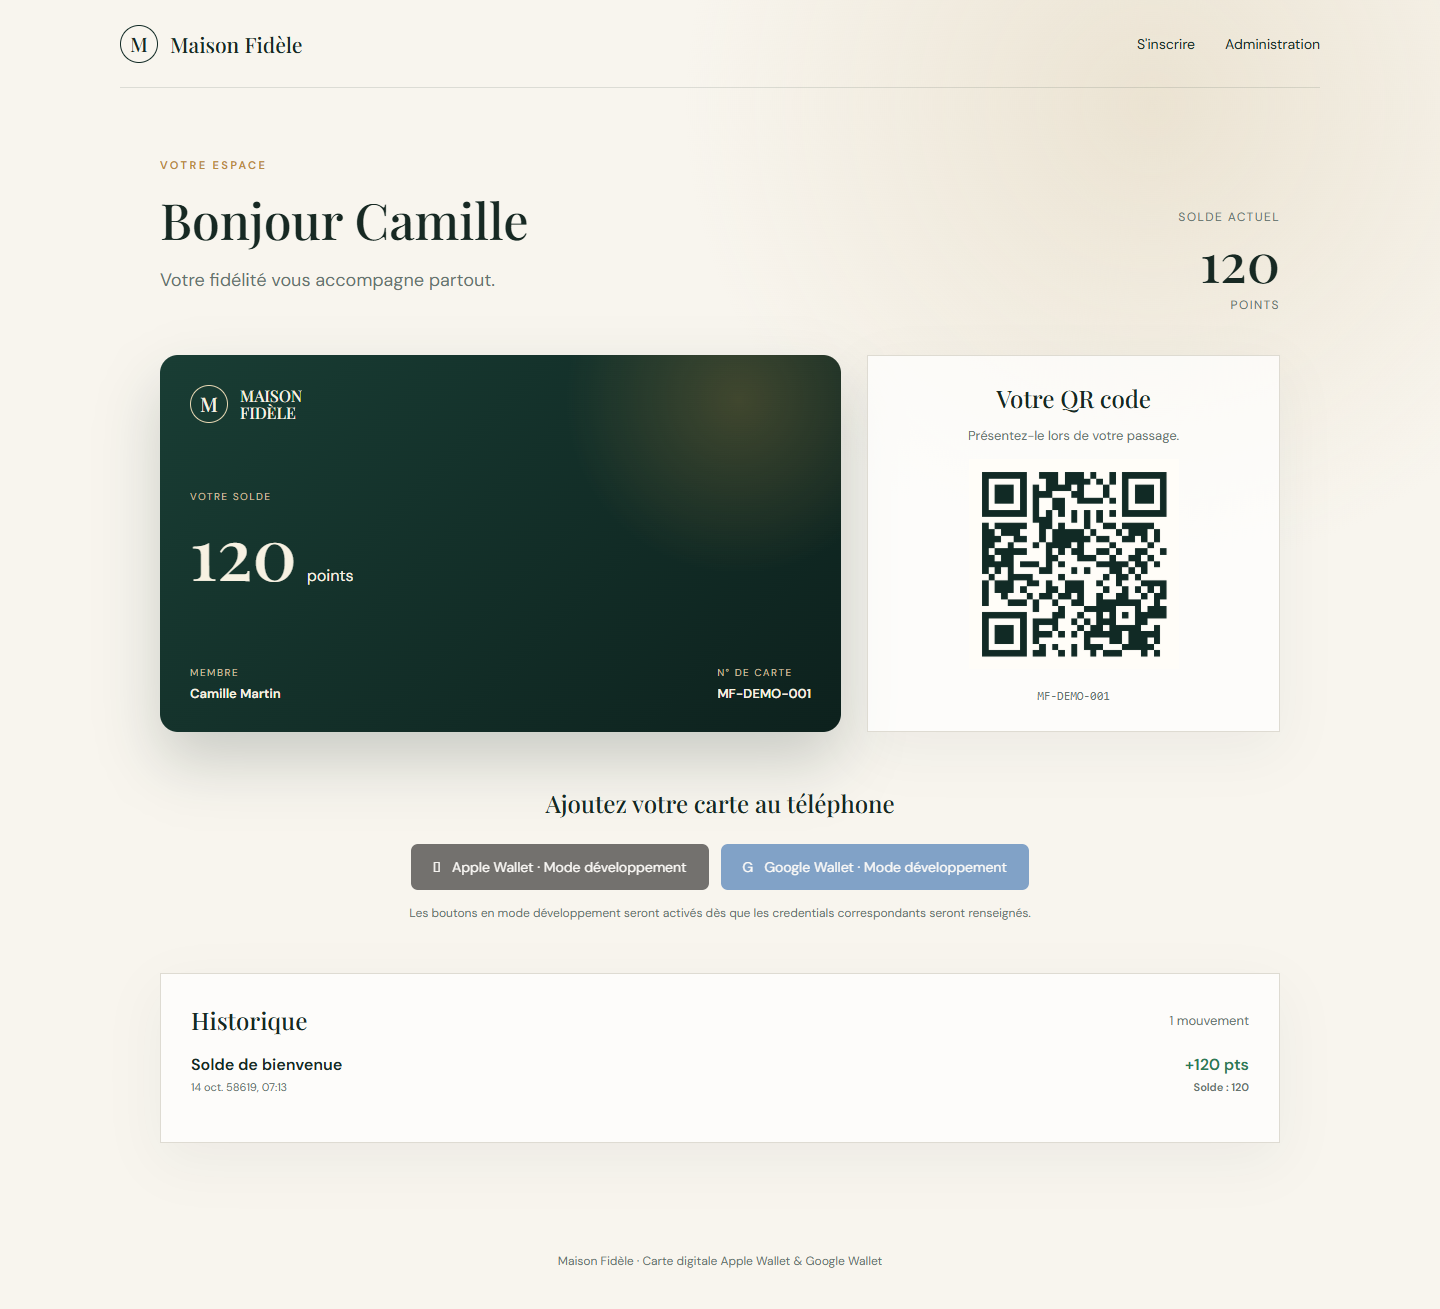 M Maison Fidèle
S'inscrire Administration
VOTRE ESPACE
Bonjour Camille
Votre fidélité vous accompagne partout.
SOLDE ACTUEL
120
POINTS
M MAISON
FIDÈLE
VOTRE SOLDE
120 points
MEMBRE
Camille Martin
N° DE CARTE
MF-DEMO-001
Votre QR code
Présentez-le lors de votre passage.
MF-DEMO-001
Ajoutez votre carte au téléphone
Apple Wallet · Mode développement
G Google Wallet · Mode développement
Les boutons en mode développement seront activés dès que les credentials correspondants seront renseignés.
Historique
1 mouvement
Solde de bienvenue
+120 pts
14 oct. 58619, 07:13
Solde : 120
Maison Fidèle · Carte digitale Apple Wallet & Google Wallet